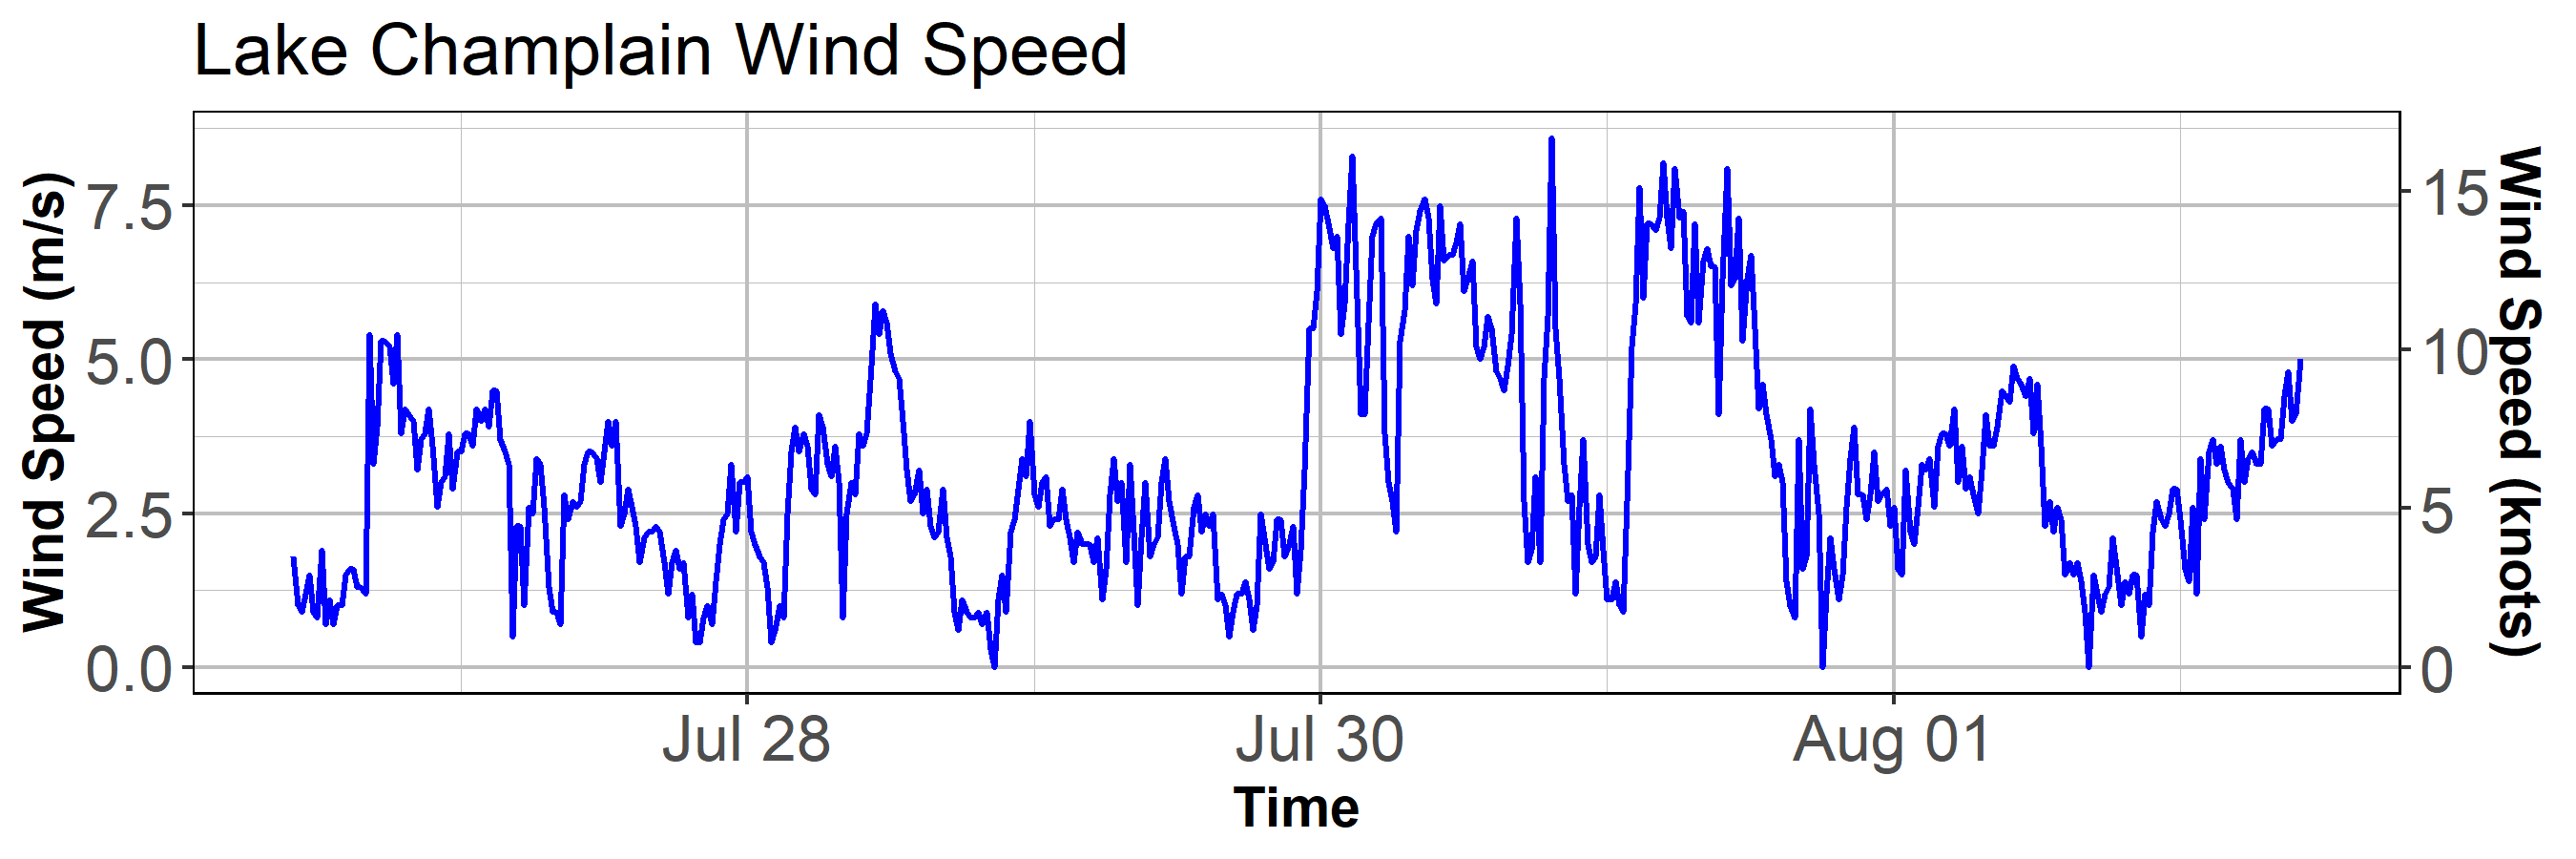 Lake Champlain Wind Speed
Wind Speed (m/s)
7.5
5.0
2.5
0.0
15
10
5
0
Wind Speed (knots)
Jul 28
Jul 30
Aug 01
Time